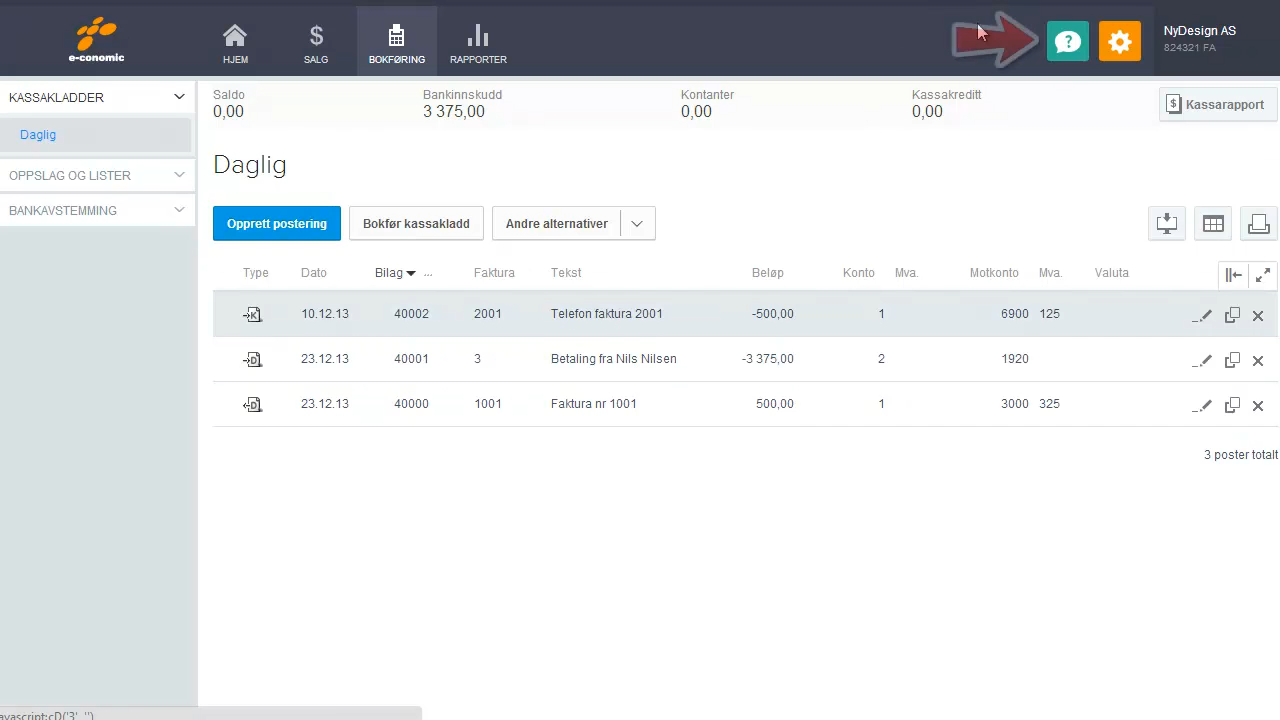 e-conomic
HJEM
SALG
BOKFØRING
RAPPORTER
NyDesign AS
824321 FA
KASSAKLADDER
Daglig
OPPSLAG OG LISTER
BANKAVSTEMMING
Saldo Bankinnskudd Kontanter Kassakreditt
0,00 3 375,00 0,00 0,00
Kassarapport
Daglig
Opprett postering Bokfør kassakladd Andre alternativer
Type Dato Bilag ... Faktura Tekst Beløp Konto Mva. Motkonto Mva. Valuta
K 10.12.13 40002 2001 Telefon faktura 2001 -500,00 1 6900 125
D 23.12.13 40001 3 Betaling fra Nils Nilsen -3 375,00 2 1920
D 23.12.13 40000 1001 Faktura nr 1001 500,00 1 3000 325
3 poster totalt
avascript:cD('3', '')